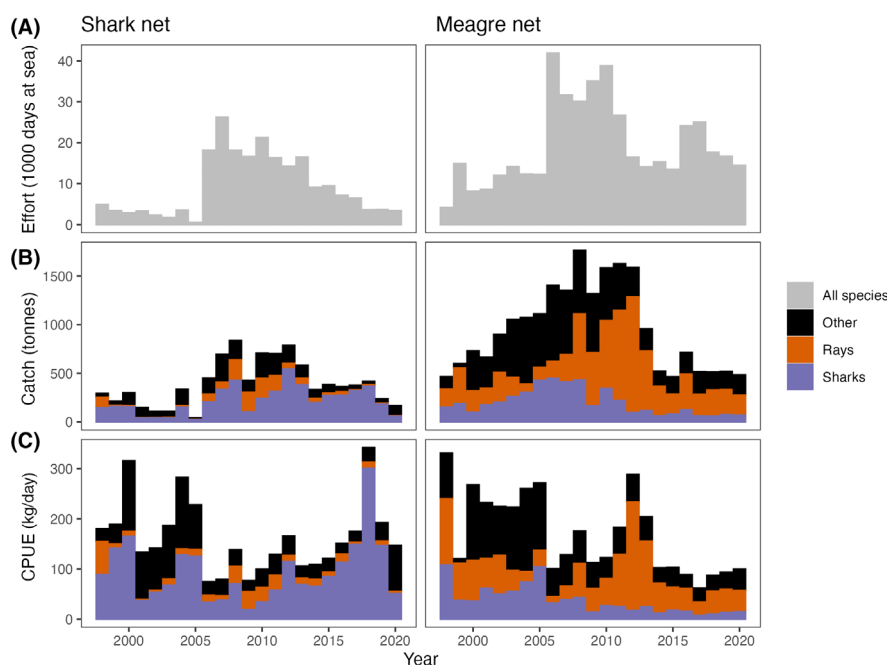 (A) Shark net Meagre net
Effort (1000 days at sea)
40
30
20
10
0
(B)
Catch (tonnes)
1500
1000
500
0
(C)
CPUE (kg/day)
300
200
100
0
2000 2005 2010 2015 2020 2000 2005 2010 2015 2020
Year
All species
Other
Rays
Sharks